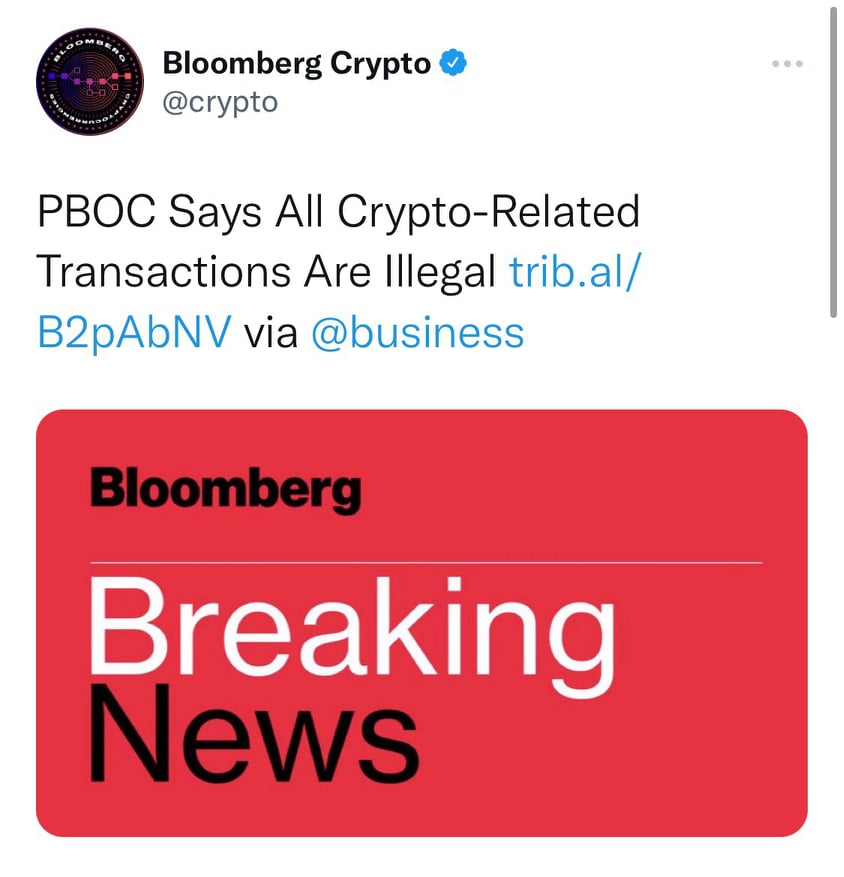 BLOOMBERG
CRYPTOCURRENCIES
Bloomberg Crypto
@crypto
PBOC Says All Crypto-Related
Transactions Are Illegal trib.al/
B2pAbNV via @business
Bloomberg
Breaking
News